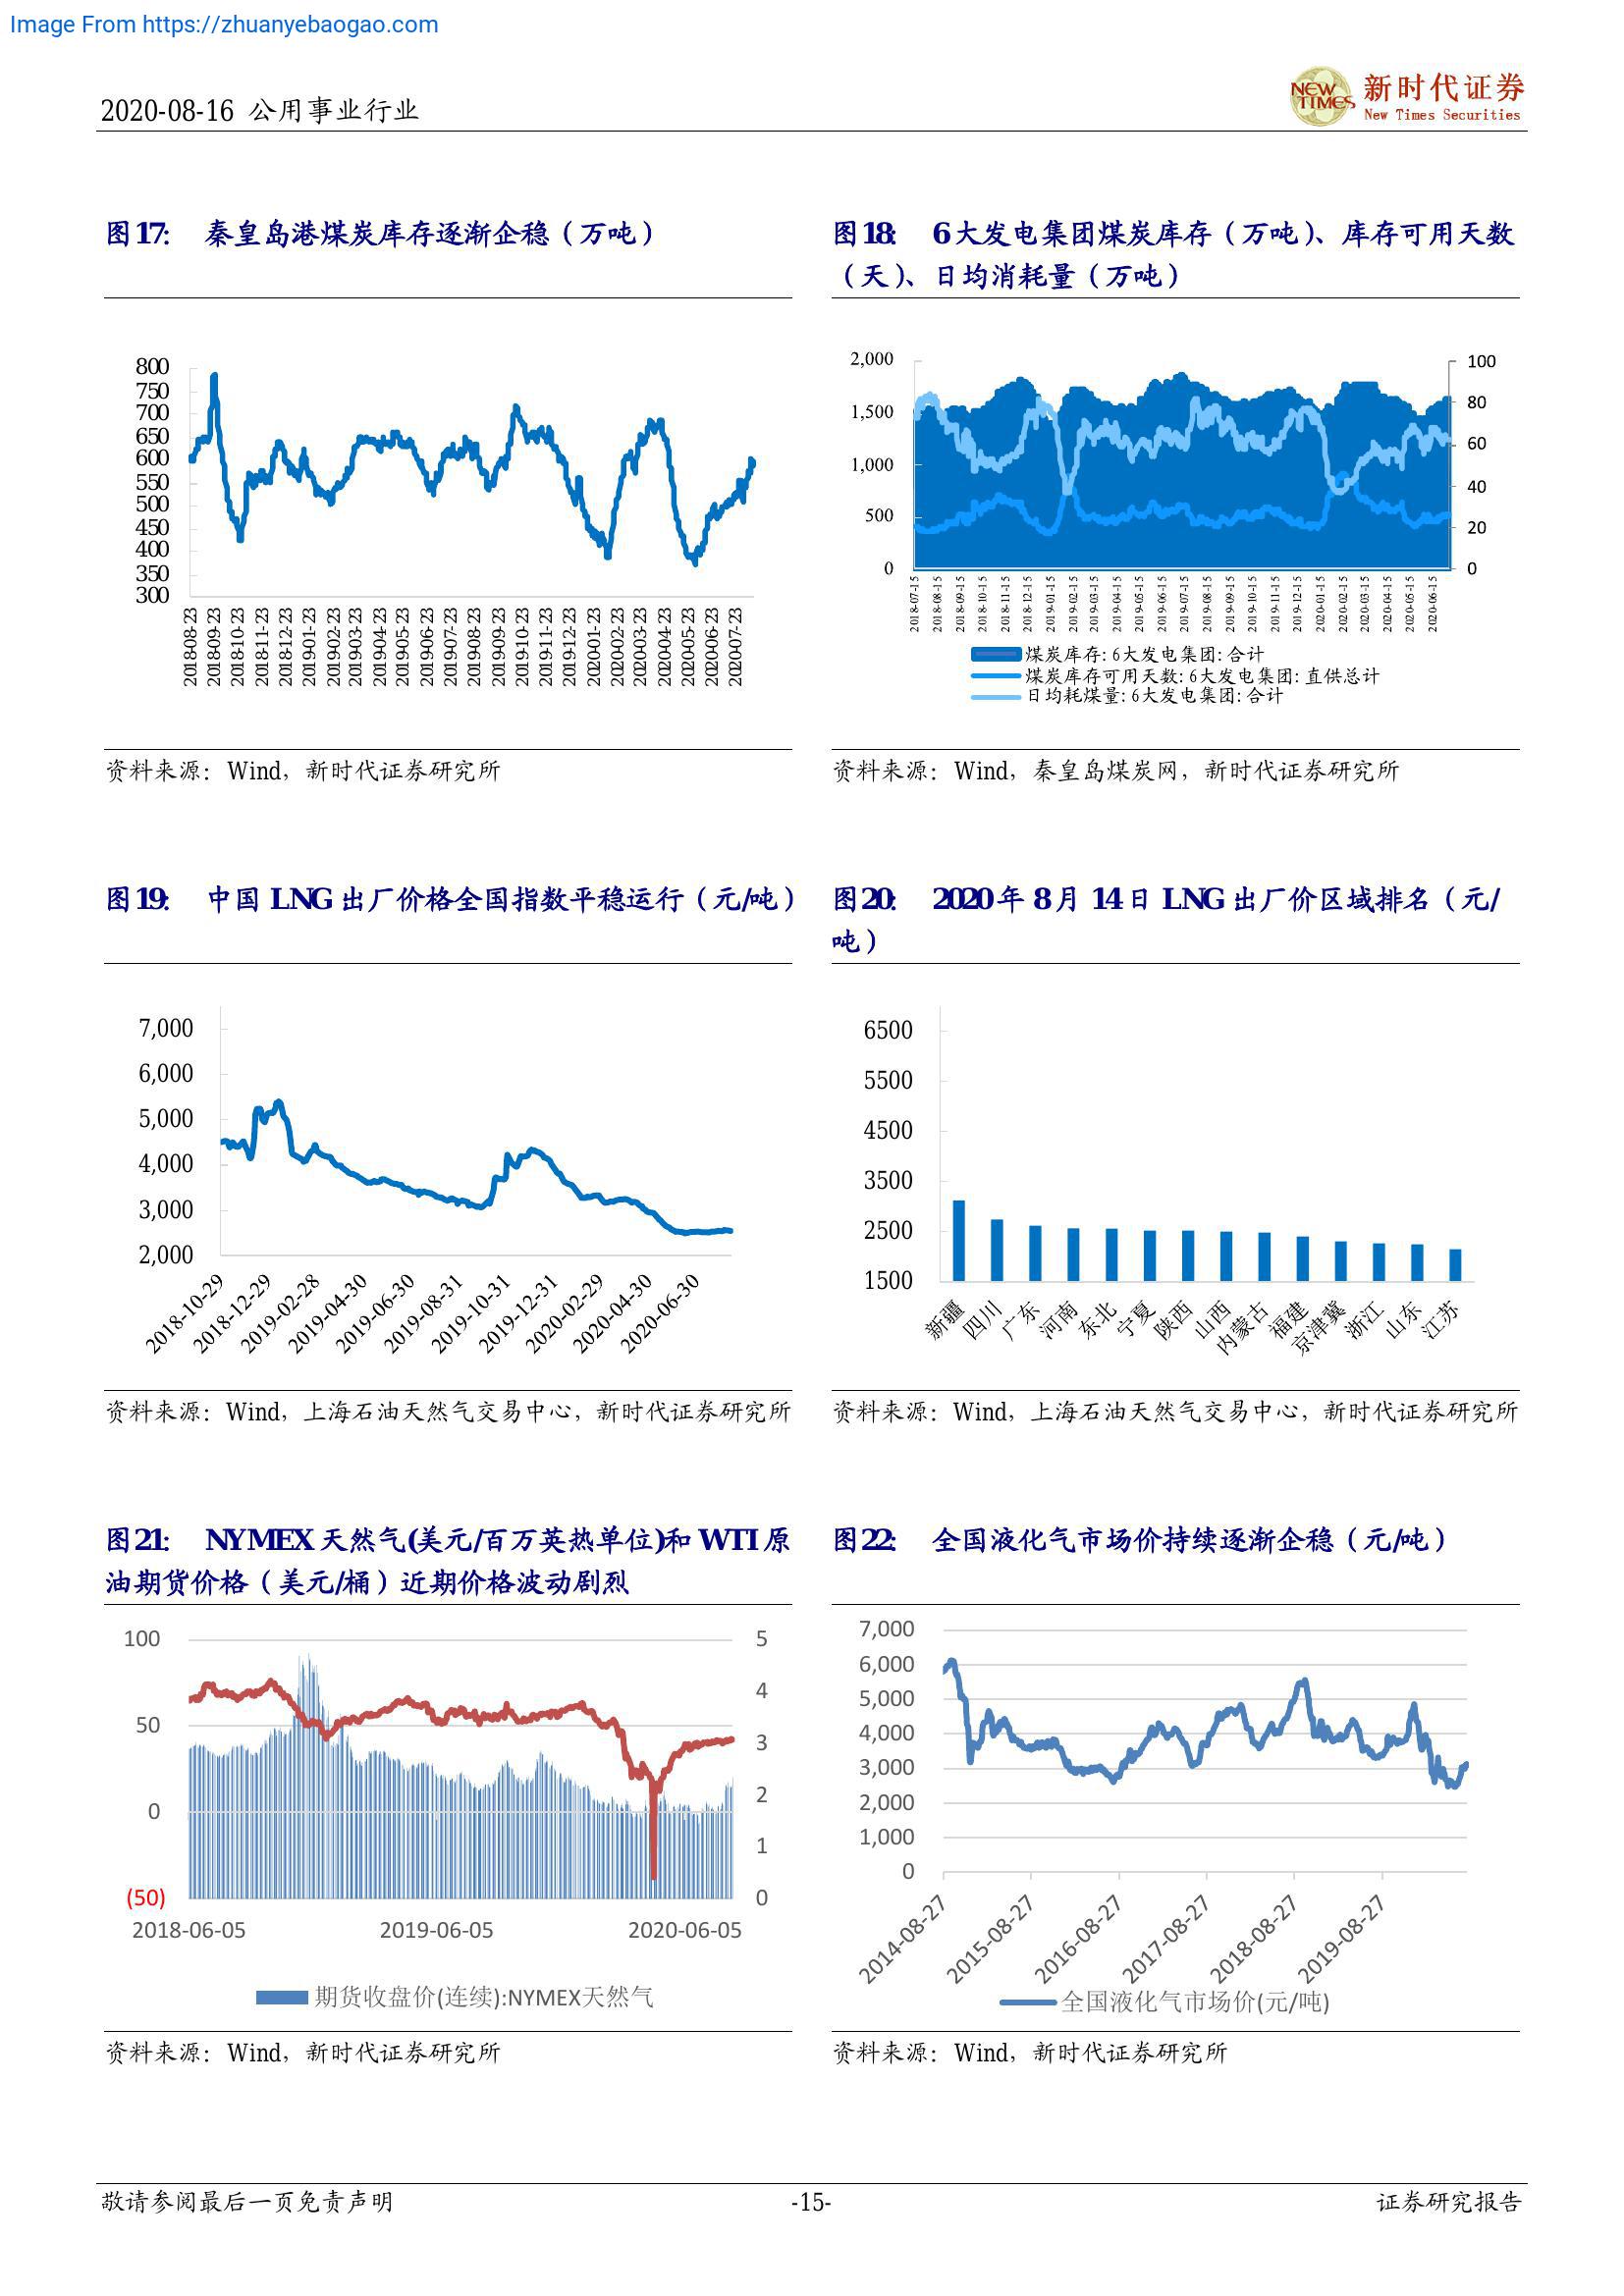 Image From https://zhuanyebaogao.com
2020-08-16 公用事业行业
NEW TIMES
新时代证券
New Times Securities
图17: 秦皇岛港煤炭库存逐渐企稳（万吨）
800
750
700
650
600
550
500
450
400
350
300
2018-08-23
2018-09-23
2018-10-23
2018-11-23
2018-12-23
2019-01-23
2019-02-23
2019-03-23
2019-04-23
2019-05-23
2019-06-23
2019-07-23
2019-08-23
2019-09-23
2019-10-23
2019-11-23
2019-12-23
2020-01-23
2020-02-23
2020-03-23
2020-04-23
2020-05-23
2020-06-23
2020-07-23
资料来源：Wind，新时代证券研究所
图18: 6大发电集团煤炭库存（万吨）、库存可用天数
（天）、日均消耗量（万吨）
2,000
1,500
1,000
500
0
100
80
60
40
20
0
2018-07-15
2018-08-15
2018-09-15
2018-10-15
2018-11-15
2018-12-15
2019-01-15
2019-02-15
2019-03-15
2019-04-15
2019-05-15
2019-06-15
2019-07-15
2019-08-15
2019-09-15
2019-10-15
2019-11-15
2019-12-15
2020-01-15
2020-02-15
2020-03-15
2020-04-15
2020-05-15
2020-06-15
煤炭库存: 6大发电集团: 合计
煤炭库存可用天数: 6大发电集团: 直供总计
日均耗煤量: 6大发电集团: 合计
资料来源：Wind，秦皇岛煤炭网，新时代证券研究所
图19: 中国 LNG 出厂价格全国指数平稳运行（元/吨）
7,000
6,000
5,000
4,000
3,000
2,000
2018-10-29
2018-12-29
2019-02-28
2019-04-30
2019-06-30
2019-08-31
2019-10-31
2019-12-31
2020-02-29
2020-04-30
2020-06-30
资料来源：Wind，上海石油天然气交易中心，新时代证券研究所
图20: 2020年 8月 14日 LNG 出厂价区域排名（元/
吨）
6500
5500
4500
3500
2500
1500
新疆
四川
广东
河南
东北
宁夏
陕西
山西
内蒙古
福建
京津冀
浙江
山东
江苏
资料来源：Wind，上海石油天然气交易中心，新时代证券研究所
图21: NYMEX 天然气(美元/百万英热单位)和 WTI 原
油期货价格（美元/桶）近期价格波动剧烈
100
50
0
(50)
5
4
3
2
1
0
2018-06-05
2019-06-05
2020-06-05
期货收盘价(连续):NYMEX天然气
资料来源：Wind，新时代证券研究所
图22: 全国液化气市场价持续逐渐企稳（元/吨）
7,000
6,000
5,000
4,000
3,000
2,000
1,000
0
2014-08-27
2015-08-27
2016-08-27
2017-08-27
2018-08-27
2019-08-27
全国液化气市场价(元/吨)
资料来源：Wind，新时代证券研究所
敬请参阅最后一页免责声明
-15-
证券研究报告